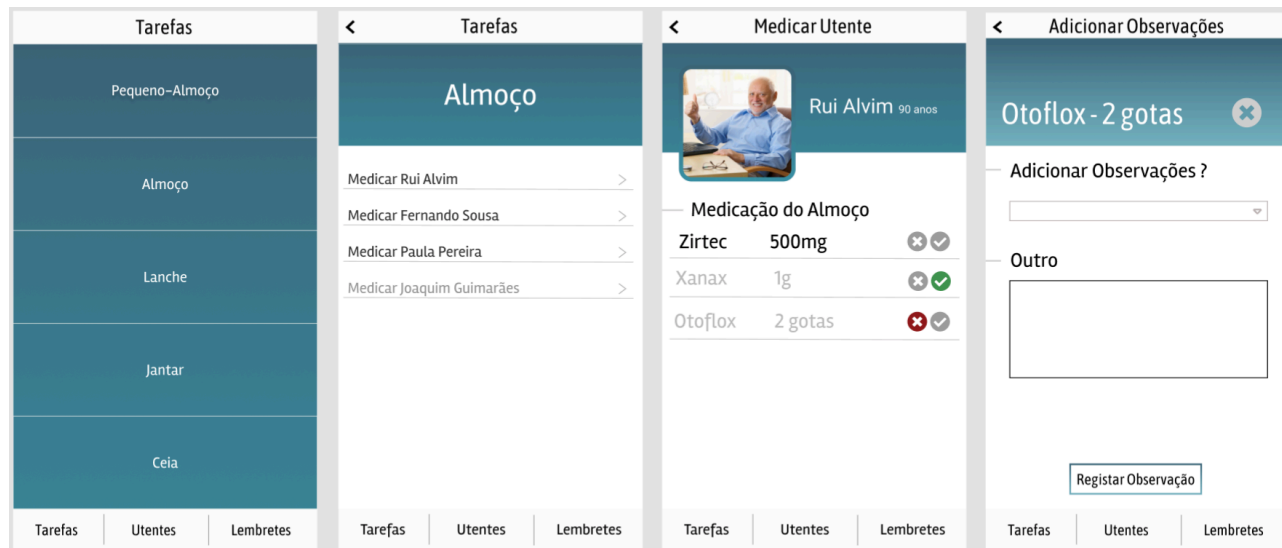 Tarefas
Pequeno-Almoço
Almoço
Lanche
Jantar
Ceia
Tarefas Utentes Lembretes
Tarefas
Almoço
Medicar Rui Alvim
Medicar Fernando Sousa
Medicar Paula Pereira
Medicar Joaquim Guimarães
Tarefas Utentes Lembretes
Medicar Utente
Rui Alvim 90 anos
Medicação do Almoço
Zirtec 500mg
Xanax 1g
Otoflox 2 gotas
Tarefas Utentes Lembretes
Adicionar Observações
Otoflox - 2 gotas
Adicionar Observações ?
Outro
Registar Observação
Tarefas Utentes Lembretes